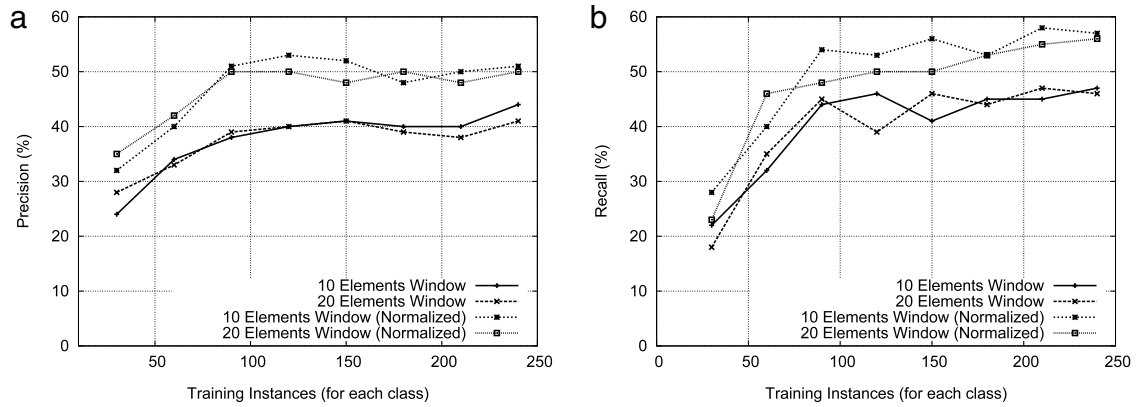 a
60
50
40
30
20
10
0
Precision (%)
10 Elements Window
20 Elements Window
10 Elements Window (Normalized)
20 Elements Window (Normalized)
50 100 150 200 250
Training Instances (for each class)
b
60
50
40
30
20
10
0
Recall (%)
10 Elements Window
20 Elements Window
10 Elements Window (Normalized)
20 Elements Window (Normalized)
0 50 100 150 200 250
Training Instances (for each class)